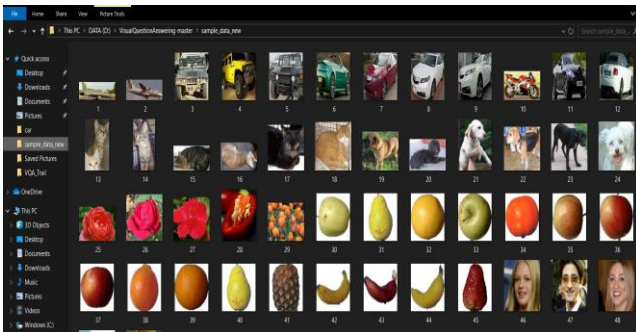 File Home Share View Picture Tools
This PC > DATA (D:) > VisualQuestionAnswering-master > sample_data_new
Search sample_data_...
Quick access
Desktop
Downloads
Documents
Pictures
car
sample_data_new
Saved Pictures
VQA_Trail
OneDrive
This PC
3D Objects
Desktop
Documents
Downloads
Music
Pictures
Videos
Windows (C:)
1 2 3 4 5 6 7 8 9 10 11 12
13 14 15 16 17 18 19 20 21 22 23 24
25 26 27 28 29 30 31 32 33 34 35 36
37 38 39 40 41 42 43 44 45 46 47 48